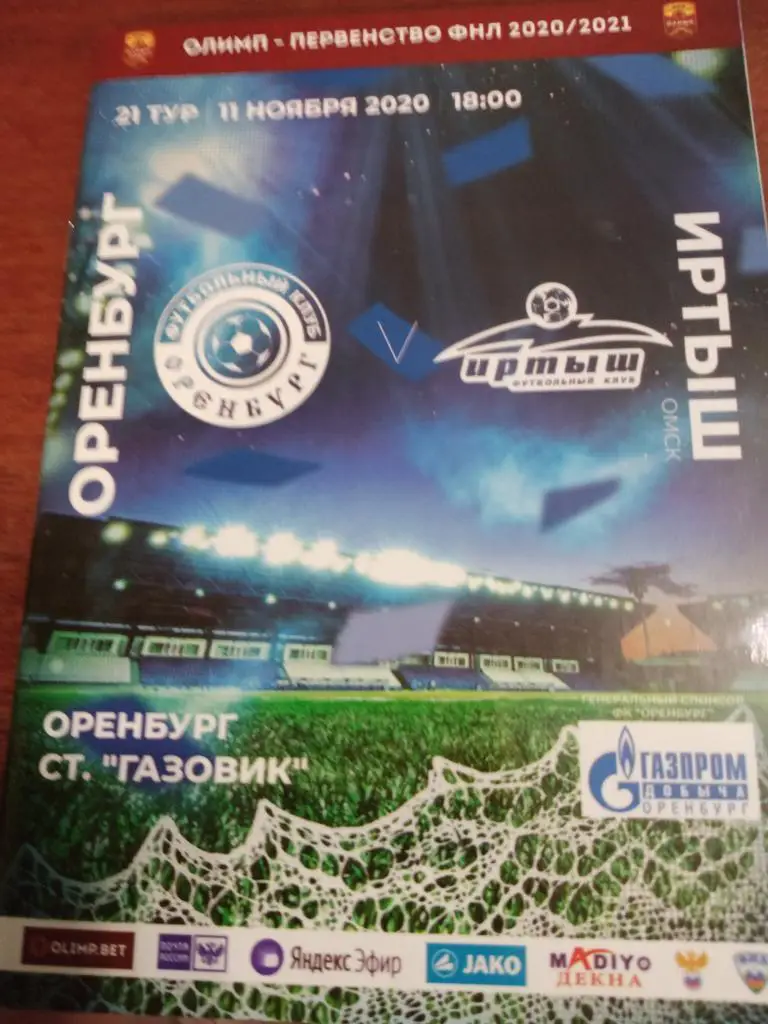 ОЛИМП - ПЕРВЕНСТВО ФНЛ 2020/2021
21 ТУР 11 НОЯБРЯ 2020 18:00
ОРЕНБУРГ
ФУТБОЛЬНЫЙ КЛУБ
ОРЕНБУРГ
V
ИРТЫШ
ФУТБОЛЬНЫЙ КЛУБ
ИРТЫШ
ОМСК
ГЕНЕРАЛЬНЫЙ СПОНСОР
ФК "ОРЕНБУРГ"
ОРЕНБУРГ
СТ. "ГАЗОВИК"
ГАЗПРОМ
ДОБЫЧА
ОРЕНБУРГ
OLIMP.BET
ПОЧТА
РОССИИ
Яндекс Эфир
JAKO
MADIYO
ДЕКНА
ФНЛ